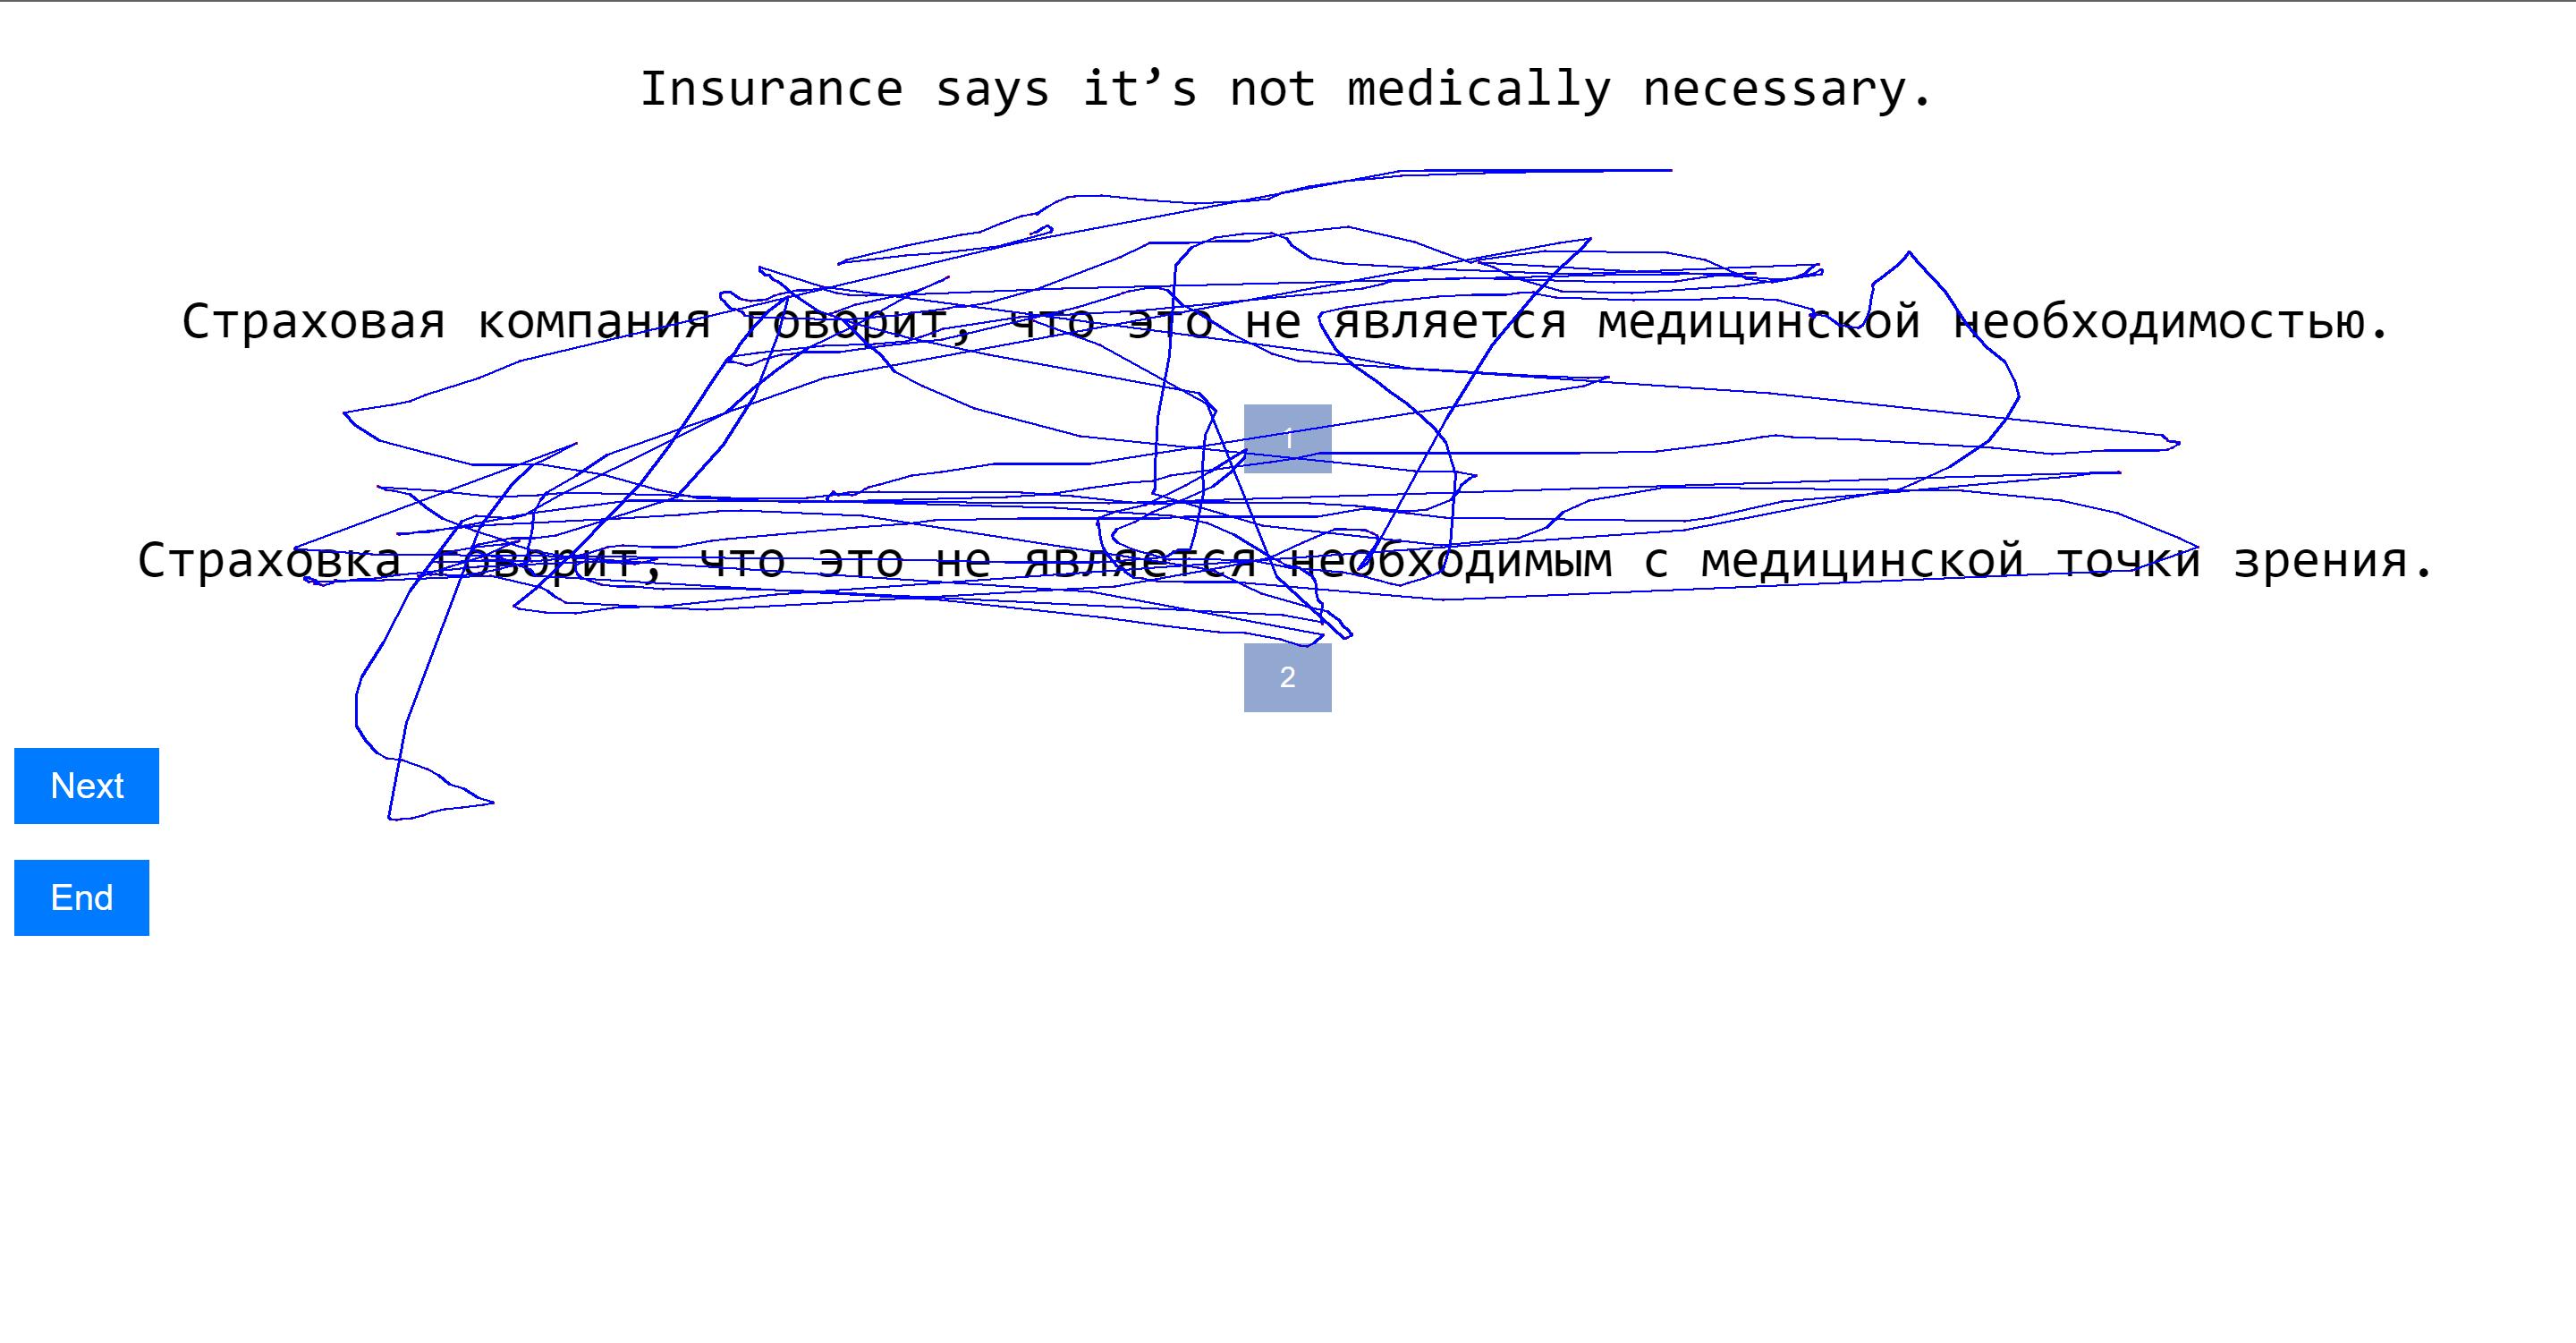 Insurance says it’s not medically necessary.
Страховая компания говорит, что это не является медицинской необходимостью.
1
Страховка говорит, что это не является необходимым с медицинской точки зрения.
2
Next
End